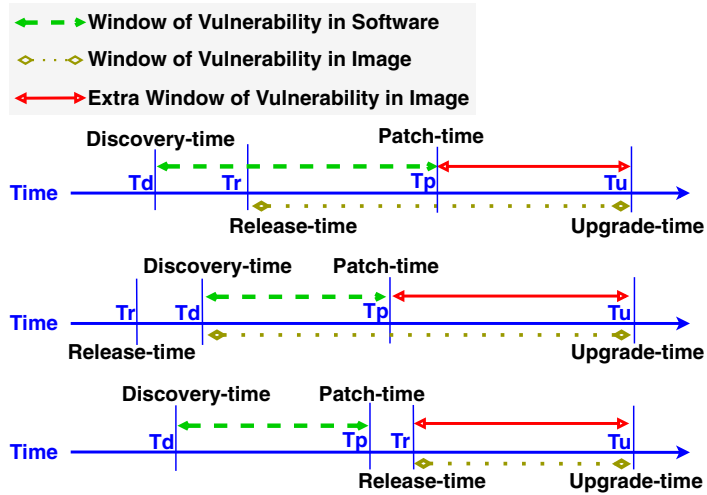 Window of Vulnerability in Software
Window of Vulnerability in Image
Extra Window of Vulnerability in Image
Discovery-time Patch-time
Time Td Tr Tp Tu
Release-time Upgrade-time
Discovery-time Patch-time
Time Tr Td Tp Tu
Release-time Upgrade-time
Discovery-time Patch-time
Time Td Tp Tr Tu
Release-time Upgrade-time